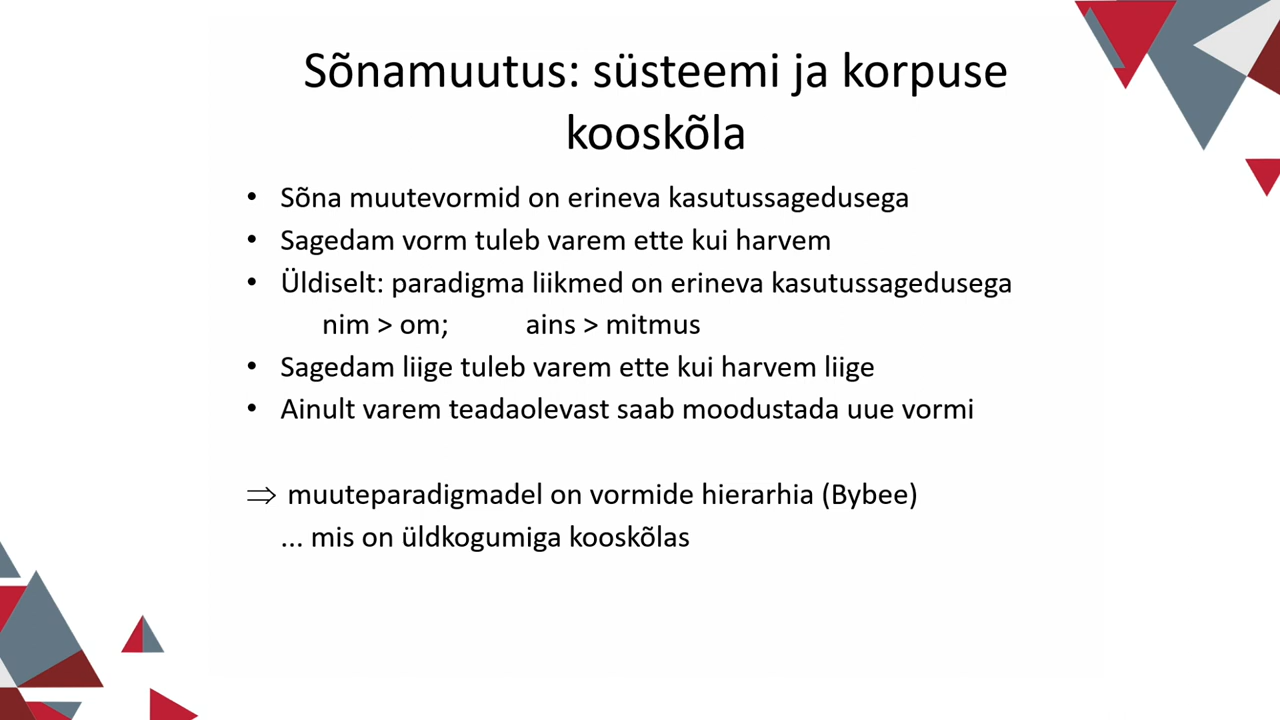 Sõnamuutus: süsteemi ja korpuse
kooskõla
• Sõna muutevormid on erineva kasutussagedusega
• Sagedam vorm tuleb varem ette kui harvem
• Üldiselt: paradigma liikmed on erineva kasutussagedusega
nim > om; ains > mitmus
• Sagedam liige tuleb varem ette kui harvem liige
• Ainult varem teadaolevast saab moodustada uue vormi
⇒ muuteparadigmadel on vormide hierarhia (Bybee)
... mis on üldkogumiga kooskõlas